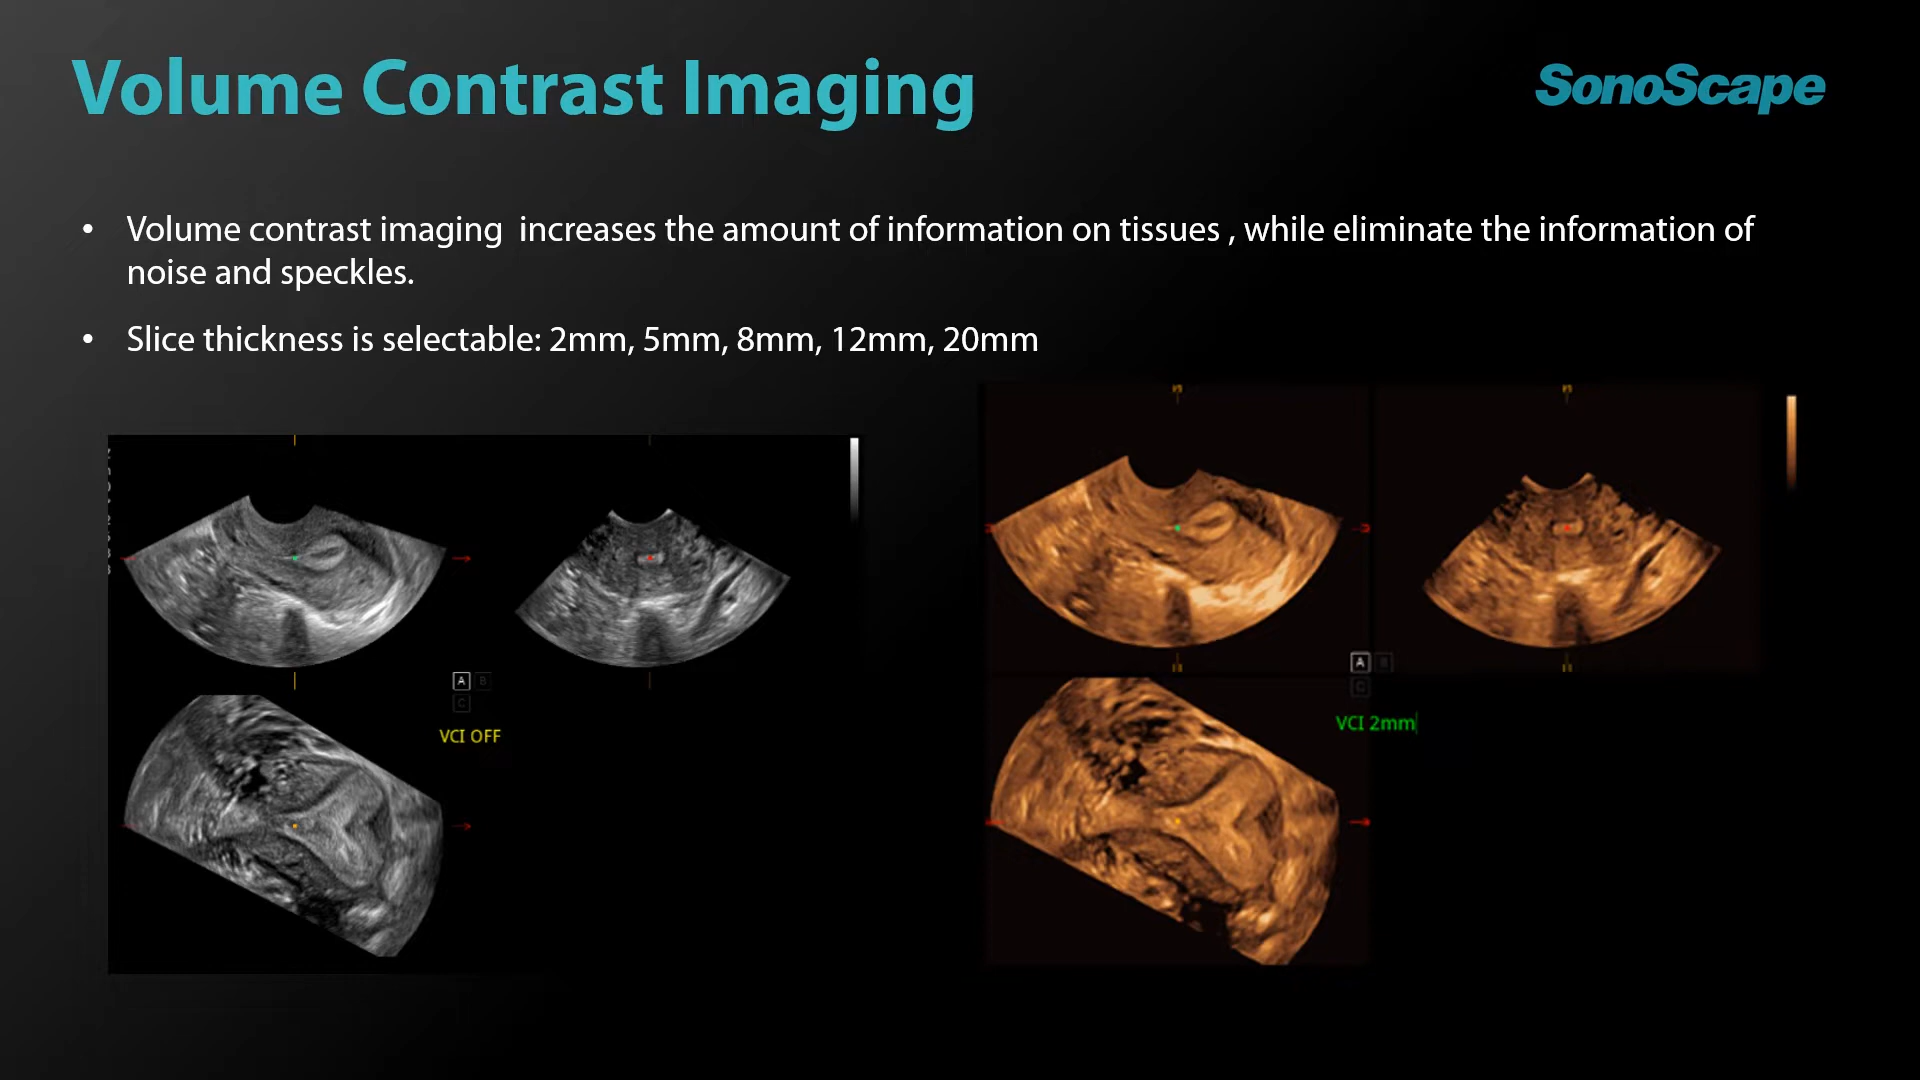 Volume Contrast Imaging
SonoScape
• Volume contrast imaging  increases the amount of information on tissues , while eliminate the information of
noise and speckles.
• Slice thickness is selectable: 2mm, 5mm, 8mm, 12mm, 20mm
A B
C
VCI OFF
A B
C
VCI 2mm